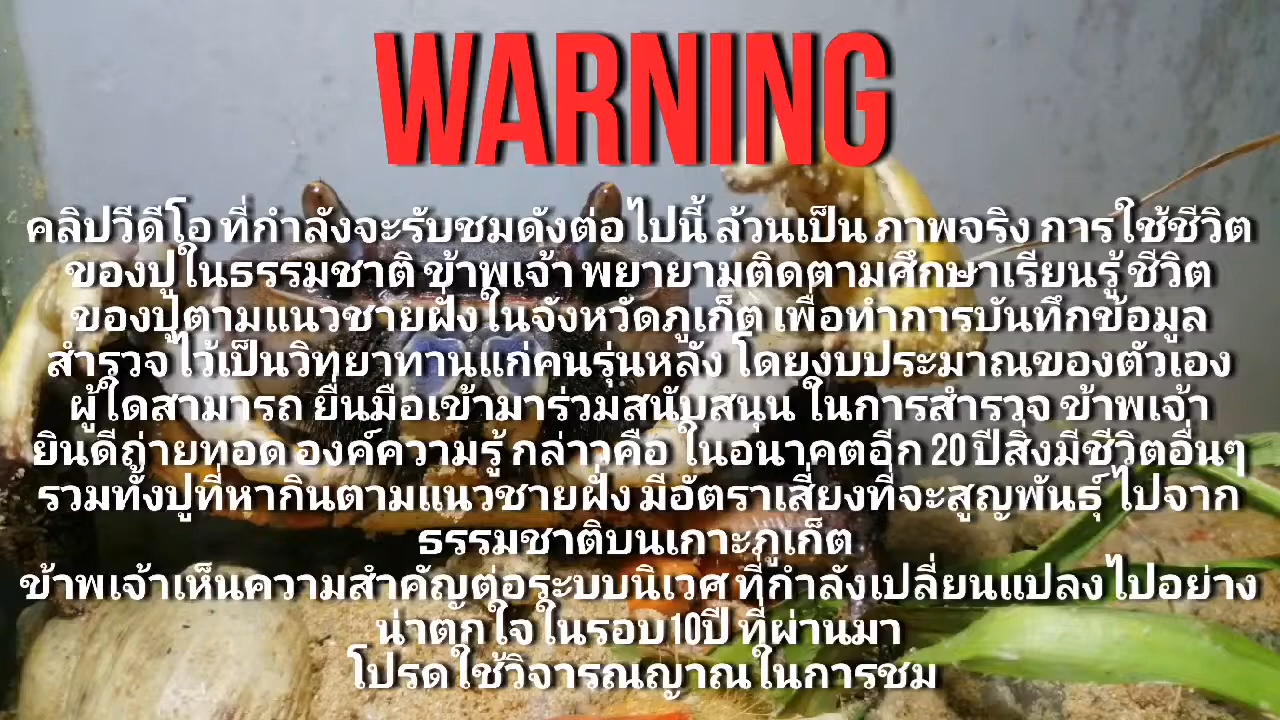 WARNING
คลิปวีดีโอ ที่กำลังจะรับชมดังต่อไปนี้ ล้วนเป็น ภาพจริง การใช้ชีวิต
ของปูในธรรมชาติ ข้าพเจ้า พยายามติดตามศึกษาเรียนรู้ ชีวิต
ของปูตามแนวชายฝั่งในจังหวัดภูเก็ต เพื่อทำการบันทึกข้อมูล
สำรวจ ไว้เป็นวิทยาทานแก่คนรุ่นหลัง โดยงบประมาณของตัวเอง
ผู้ใดสามารถ ยื่นมือเข้ามาร่วมสนับสนุน ในการสำรวจ ข้าพเจ้า
ยินดีถ่ายทอด องค์ความรู้ กล่าวคือ ในอนาคตอีก 20 ปีสิ่งมีชีวิตอื่นๆ
รวมทั้งปูที่หากินตามแนวชายฝั่ง มีอัตราเสี่ยงที่จะสูญพันธุ์ ไปจาก
ธรรมชาติบนเกาะภูเก็ต
ข้าพเจ้าเห็นความสำคัญต่อระบบนิเวศ ที่กำลังเปลี่ยนแปลงไปอย่าง
น่าตกใจ ในรอบ 10ปี ที่ผ่านมา
โปรดใช้วิจารณญาณในการชม